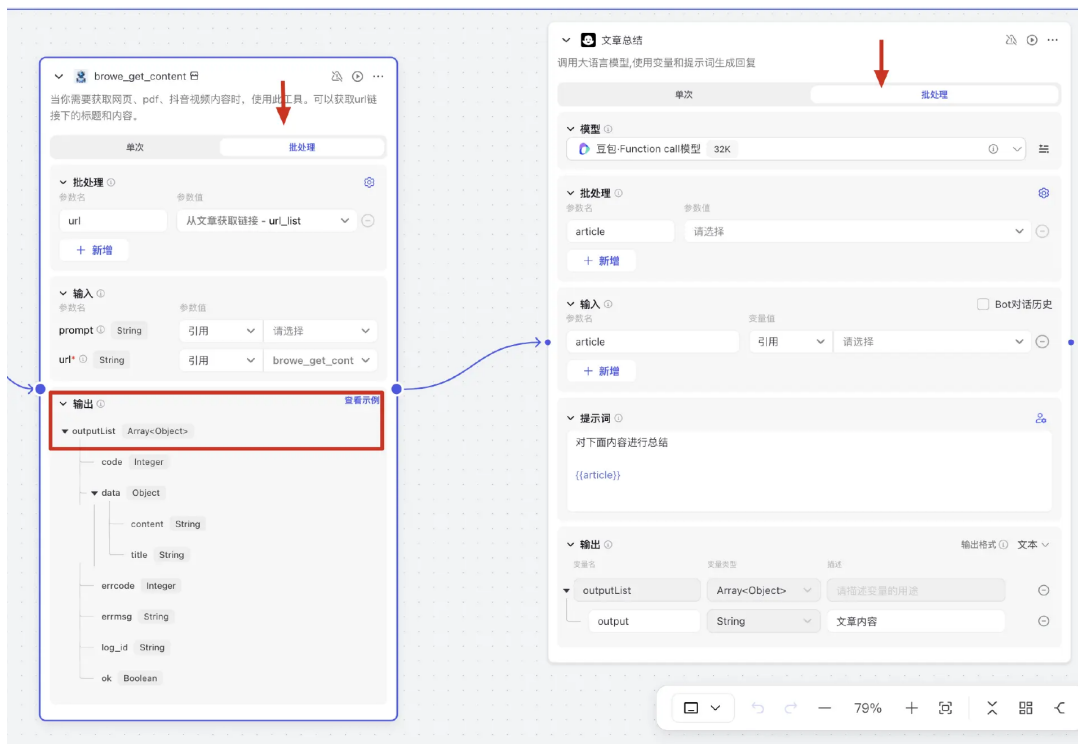 browe_get_content
当你需要获取网页、pdf、抖音视频内容时，使用此工具。可以获取url链
接下的标题和内容。
单次 批处理
批处理
参数名 参数值
url 从文章获取链接 - url_list
+ 新增
输入
参数名 参数值
prompt String 引用 请选择
url* String 引用 browe_get_cont
输出 查看示例
outputList Array<Object>
code Integer
data Object
content String
title String
errcode Integer
errmsg String
log_id String
ok Boolean
文章总结
调用大语言模型,使用变量和提示词生成回复
单次 批处理
模型
豆包·Function call模型 32K
批处理
参数名 参数值
article 请选择
+ 新增
输入 Bot对话历史
参数名 变量值
article 引用 请选择
+ 新增
提示词
对下面内容进行总结
{{article}}
输出 输出格式 文本
变量名 变量类型 描述
outputList Array<Object> 请描述变量的用途
output String 文章内容
79%